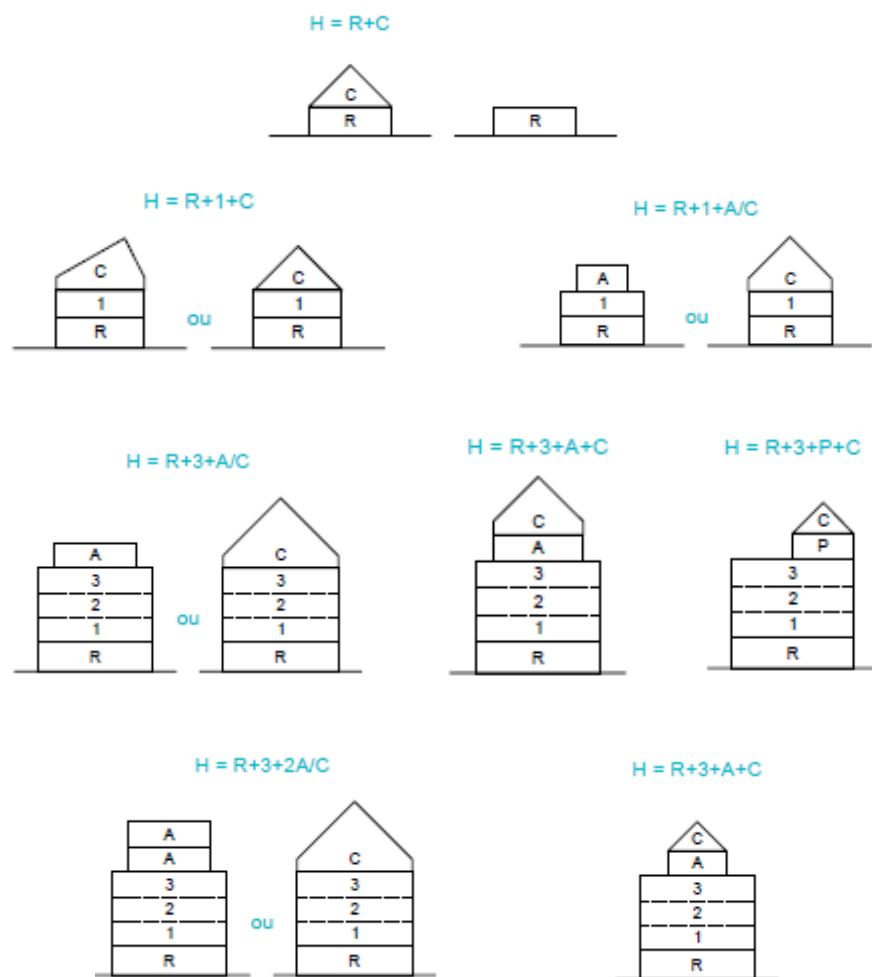 H = R+C
C
R
R
H = R+1+C
H = R+1+A/C
C
1
R
ou
C
1
R
A
1
R
ou
C
1
R
H = R+3+A/C
H = R+3+A+C
H = R+3+P+C
A
3
2
1
R
ou
C
3
2
1
R
C
A
3
2
1
R
C
P
3
2
1
R
H = R+3+2A/C
H = R+3+A+C
A
A
3
2
1
R
ou
C
3
2
1
R
C
A
3
2
1
R